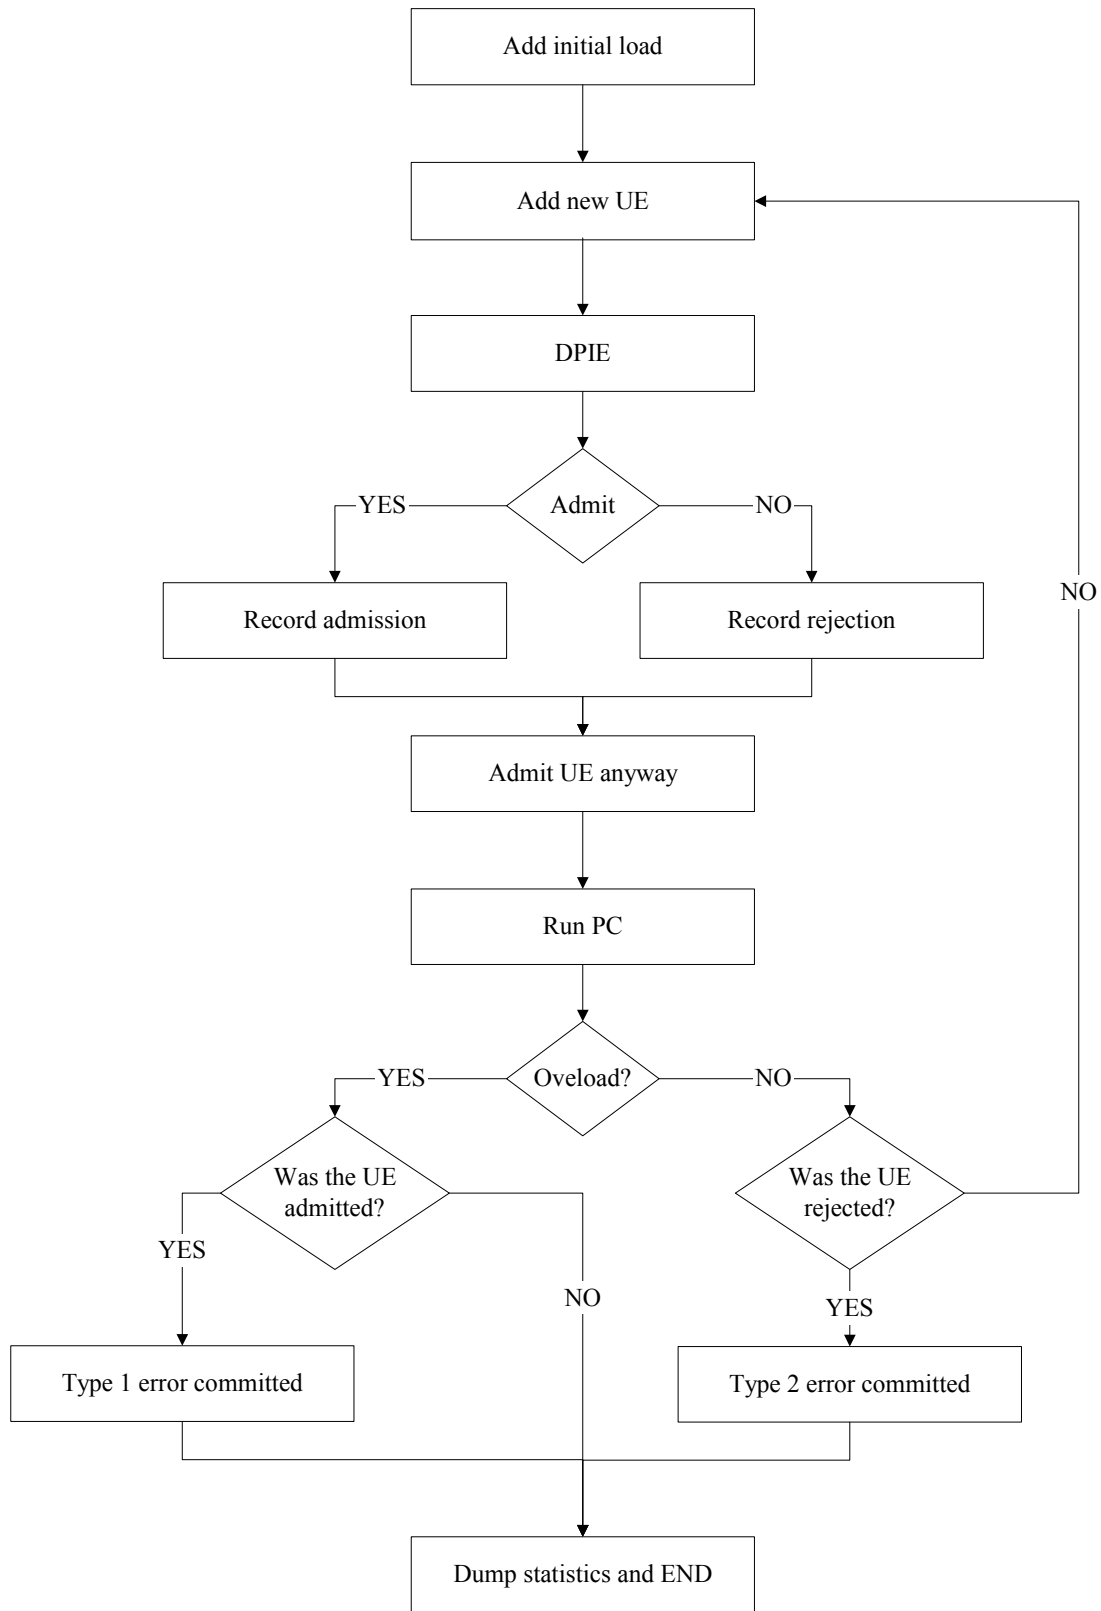 Add initial load
Add new UE
DPIE
Admit
YES
NO
Record admission
Record rejection
NO
Admit UE anyway
Run PC
Oveload?
YES
NO
Was the UE
admitted?
Was the UE
rejected?
YES
NO
YES
Type 1 error committed
Type 2 error committed
Dump statistics and END